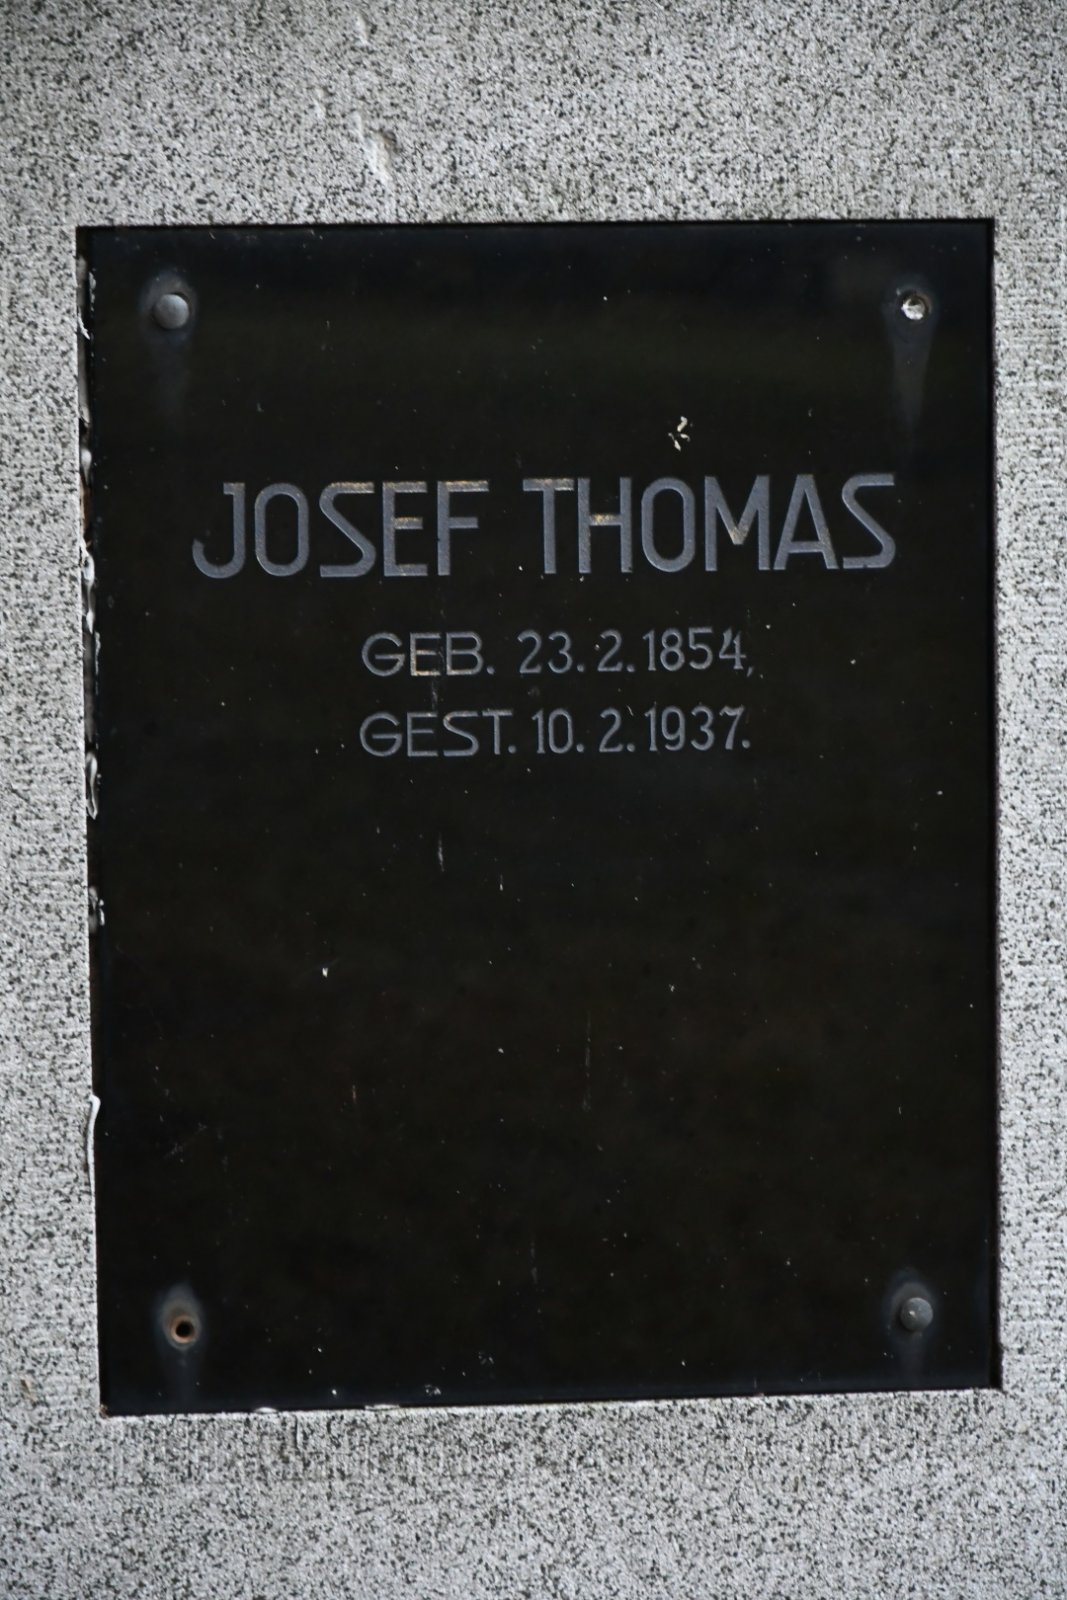 JOSEF THOMAS
GEB. 23. 2. 1854,
GEST. 10. 2. 1937.